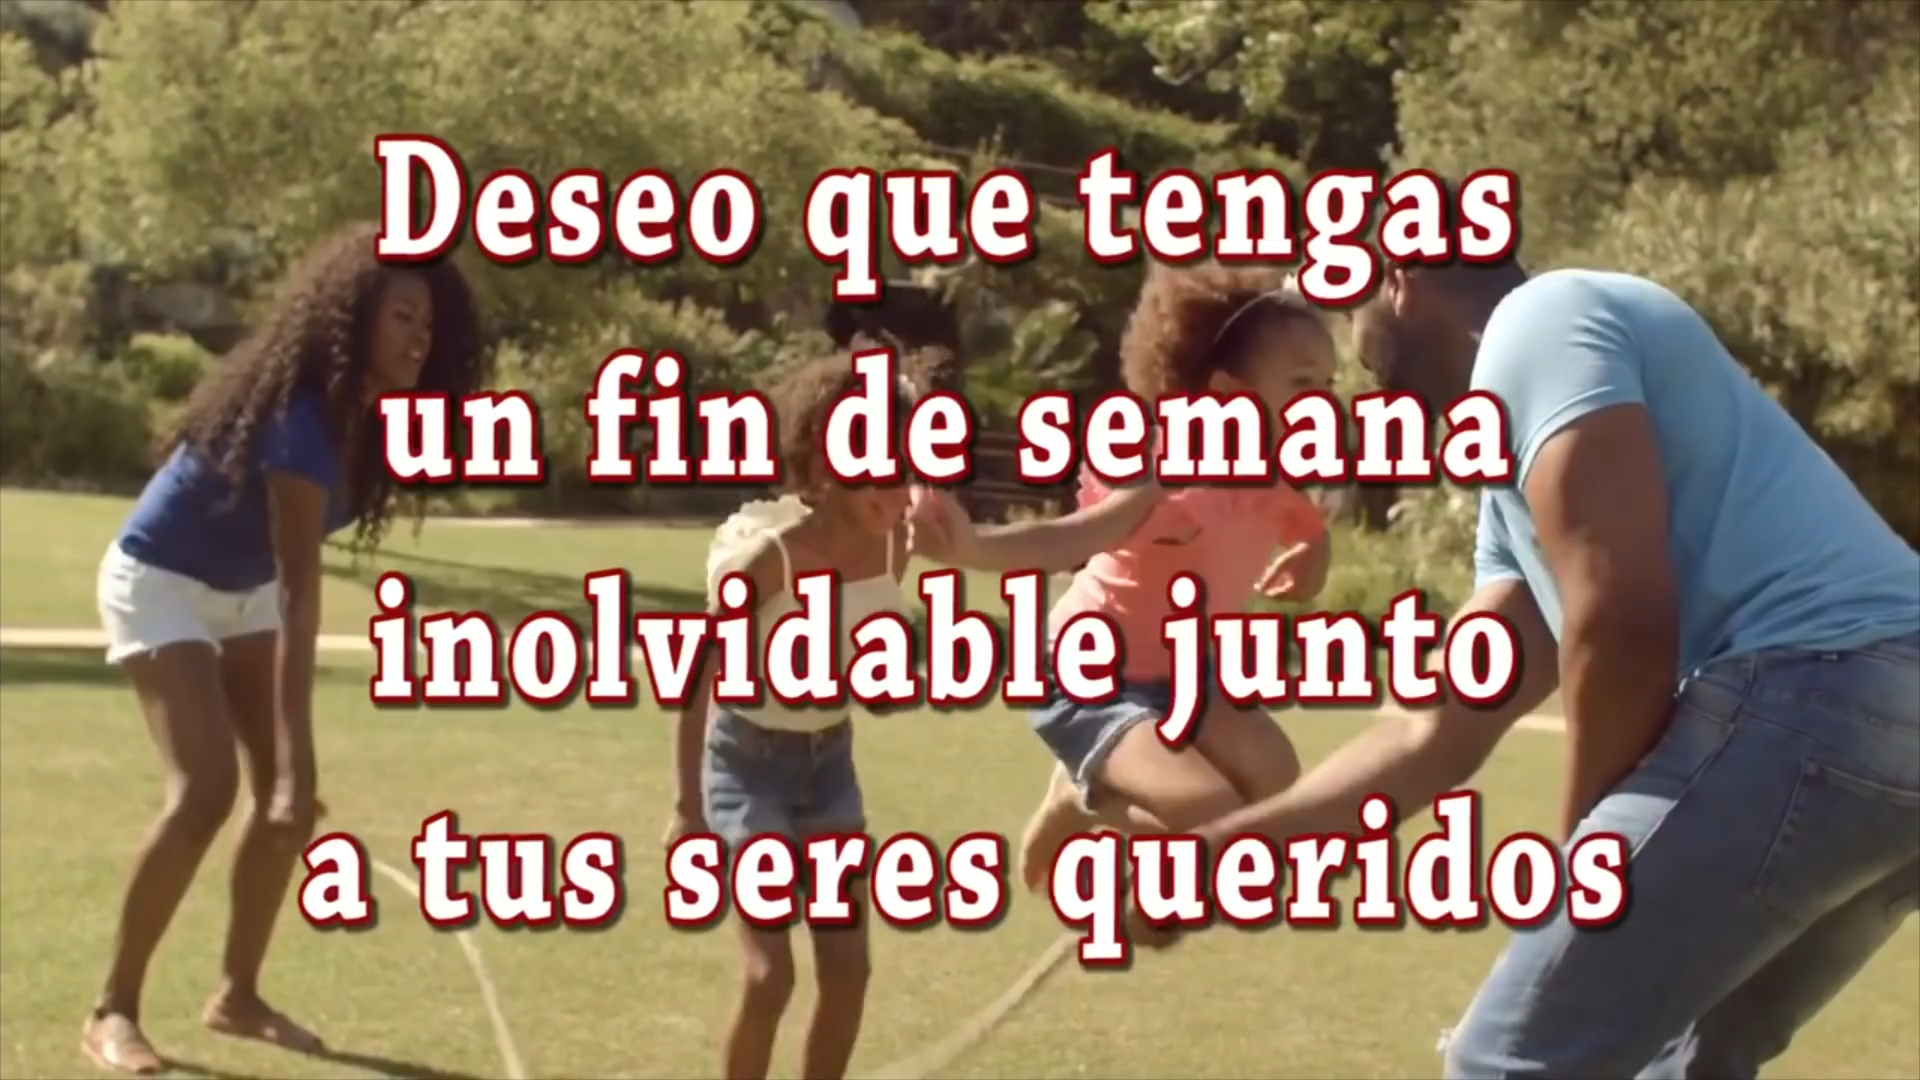 Deseo que tengas
un fin de semana
inolvidable junto
a tus seres queridos